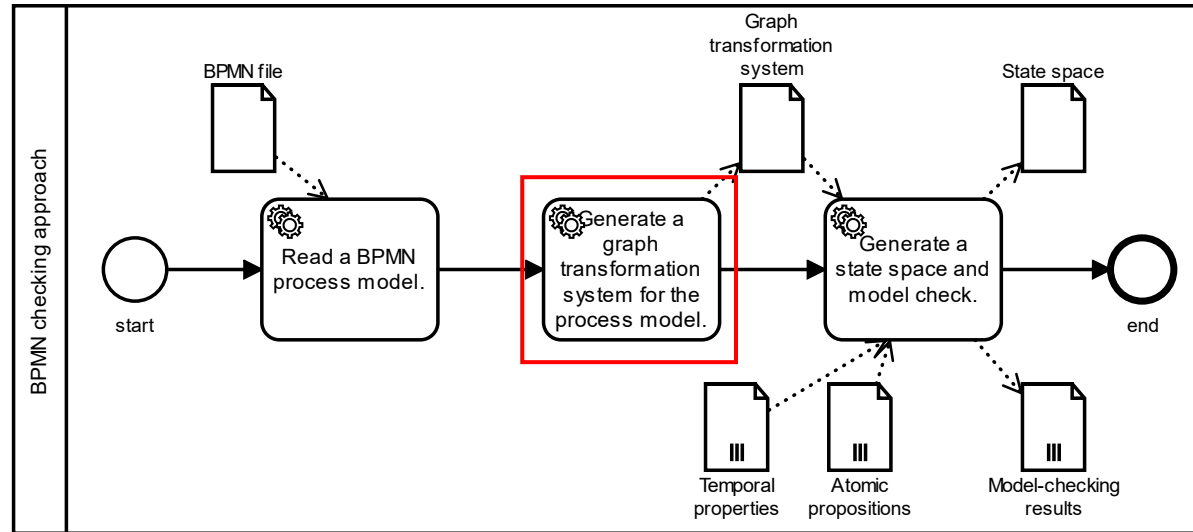 BPMN checking approach
BPMN file
Graph
transformation
system
State space
Read a BPMN
process model.
Generate a
graph
transformation
system for the
process model.
Generate a
state space and
model check.
start
end
Temporal
properties
Atomic
propositions
Model-checking
results